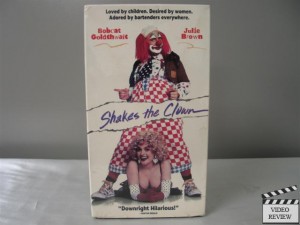 Loved by children. Desired by women.
Adored by bartenders everywhere.
Bobcat Goldthwait
Julie Brown
Shakes the Clown
"Downright Hilarious!"
VIDEO
REVIEW